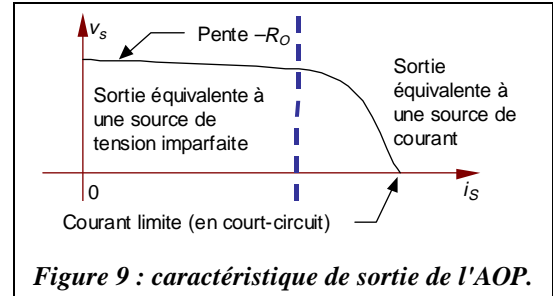 vs
Pente –RO
Sortie
équivalente à
une source de
courant
Sortie équivalente à
une source de
tension imparfaite
0
iS
Courant limite (en court-circuit)
Figure 9 : caractéristique de sortie de l'AOP.